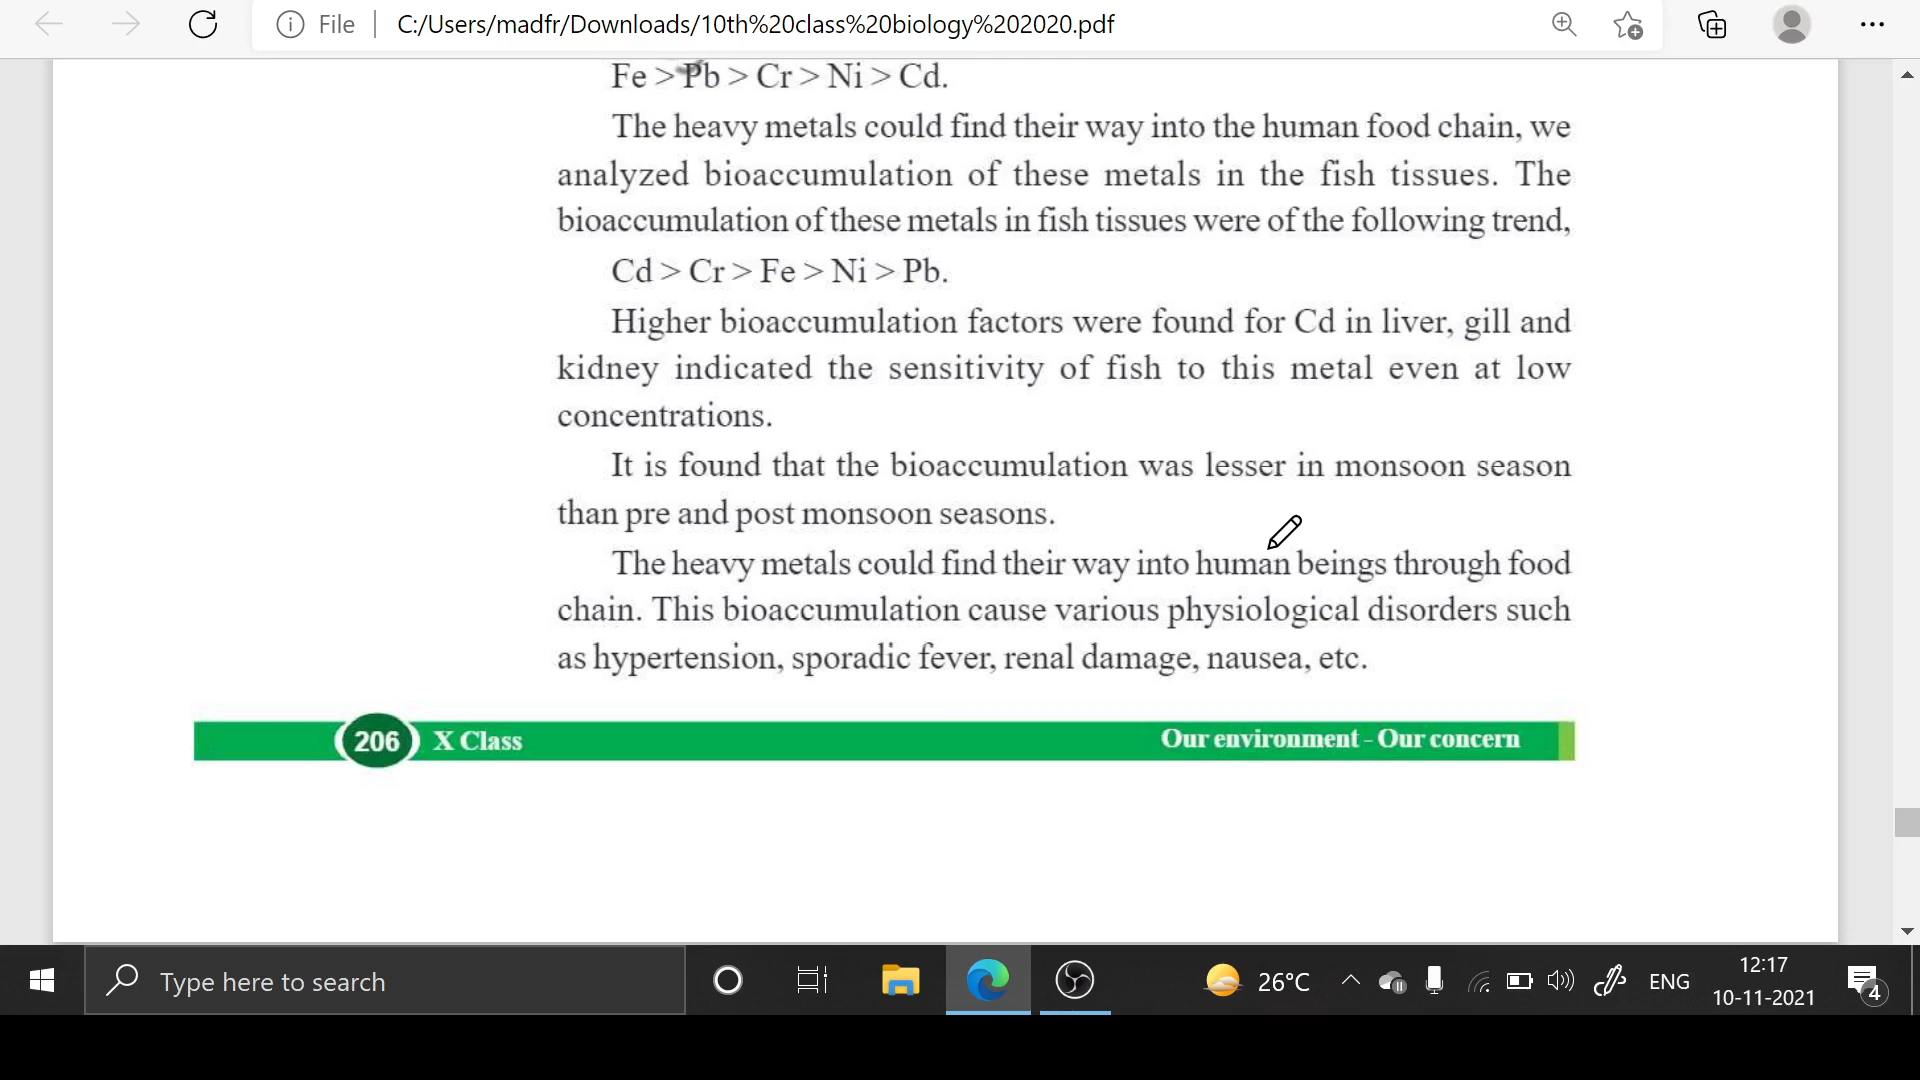 File
C:/Users/madfr/Downloads/10th%20class%20biology%202020.pdf
Fe > Pb > Cr > Ni > Cd.
The heavy metals could find their way into the human food chain, we
analyzed bioaccumulation of these metals in the fish tissues. The
bioaccumulation of these metals in fish tissues were of the following trend,
Cd > Cr > Fe > Ni > Pb.
Higher bioaccumulation factors were found for Cd in liver, gill and
kidney indicated the sensitivity of fish to this metal even at low
concentrations.
It is found that the bioaccumulation was lesser in monsoon season
than pre and post monsoon seasons.
The heavy metals could find their way into human beings through food
chain. This bioaccumulation cause various physiological disorders such
as hypertension, sporadic fever, renal damage, nausea, etc.
206 X Class Our environment - Our concern
Type here to search
26°C
ENG
12:17
10-11-2021
4